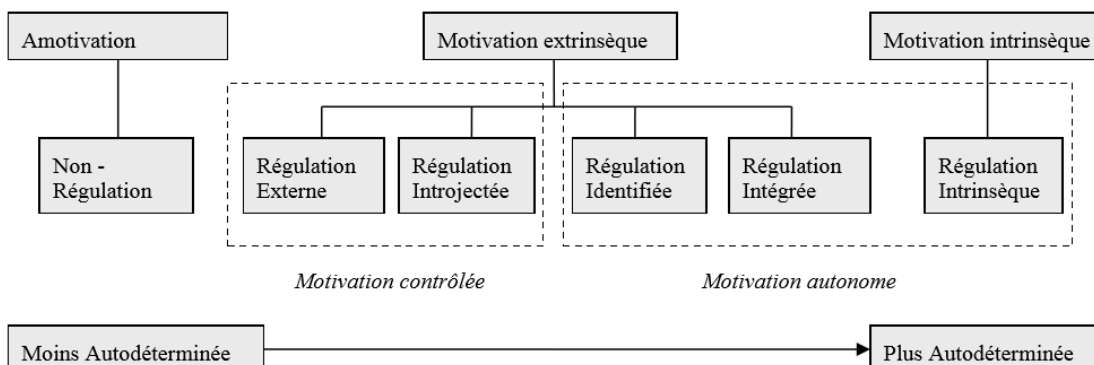 Amotivation
Motivation extrinsèque
Motivation intrinsèque
Non -
Régulation
Régulation
Externe
Régulation
Introjectée
Régulation
Identifiée
Régulation
Intégrée
Régulation
Intrinsèque
Motivation contrôlée
Motivation autonome
Moins Autodéterminée
Plus Autodéterminée